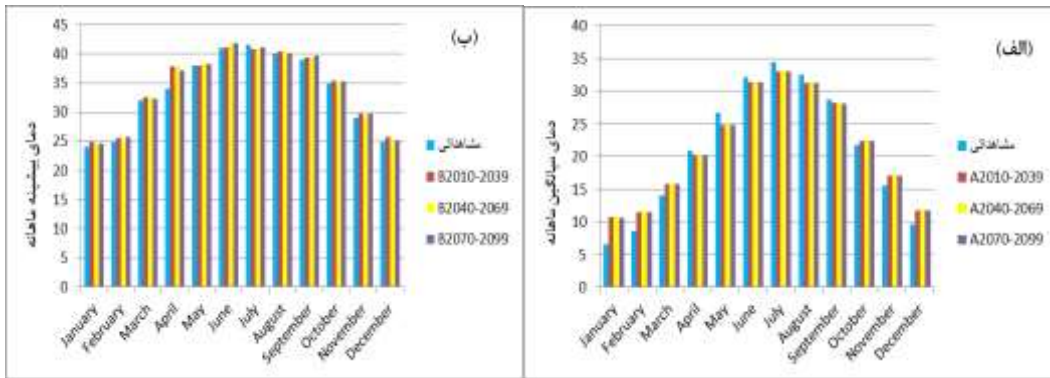 (ب)
دمای بیشینه ماهانه
45
40
35
30
25
20
15
10
5
0
January
February
March
April
May
June
July
August
September
October
November
December
مشاهداتی
B2010-2039
B2040-2069
B2070-2099
(الف)
دمای میانگین ماهانه
40
35
30
25
20
15
10
5
0
January
February
March
April
May
June
July
August
September
October
November
December
مشاهداتی
A2010-2039
A2040-2069
A2070-2099